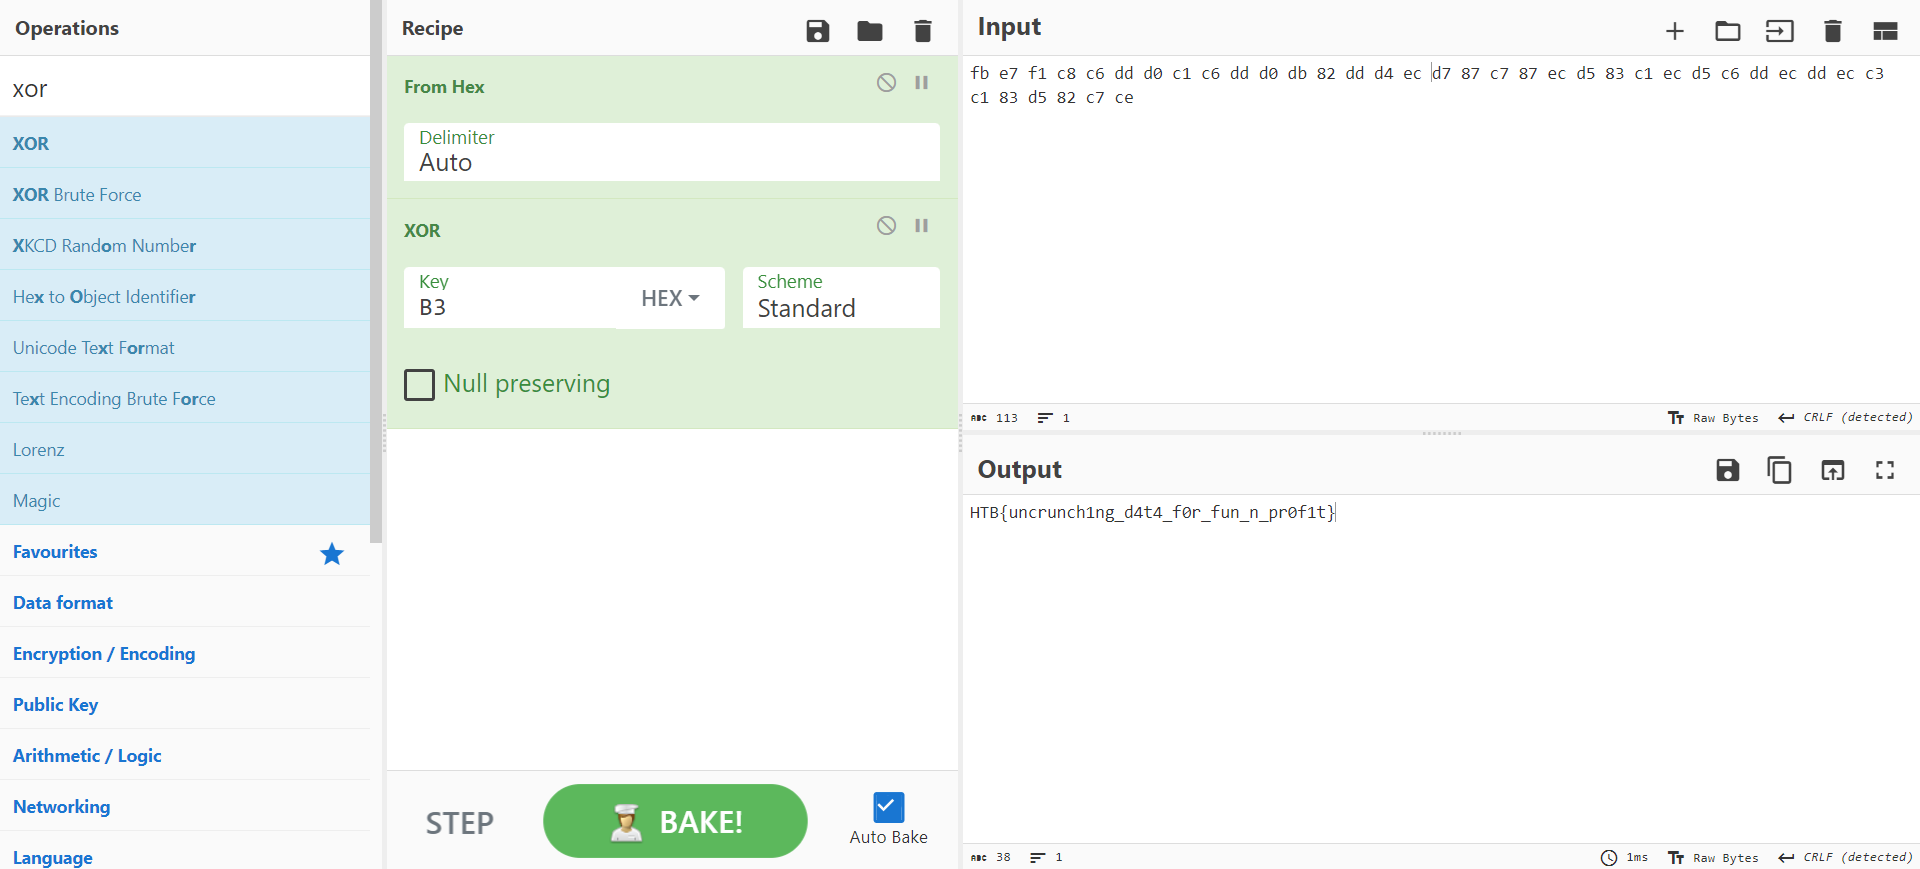 Operations
xor
XOR
XOR Brute Force
XKCD Random Number
Hex to Object Identifier
Unicode Text Format
Text Encoding Brute Force
Lorenz
Magic
Favourites
Data format
Encryption / Encoding
Public Key
Arithmetic / Logic
Networking
Language
Recipe
From Hex
Delimiter
Auto
XOR
Key
B3
HEX
Scheme
Standard
Null preserving
STEP
BAKE!
Auto Bake
Input
fb e7 f1 c8 c6 dd d0 c1 c6 dd d0 db 82 dd d4 ec d7 87 c7 87 ec d5 83 c1 ec d5 c6 dd ec dd ec c3
c1 83 d5 82 c7 ce
ABC 113 1
Raw Bytes CRLF (detected)
Output
HTB{uncrunch1ng_d4t4_f0r_fun_n_pr0f1t}
ABC 38 1
1ms Raw Bytes CRLF (detected)